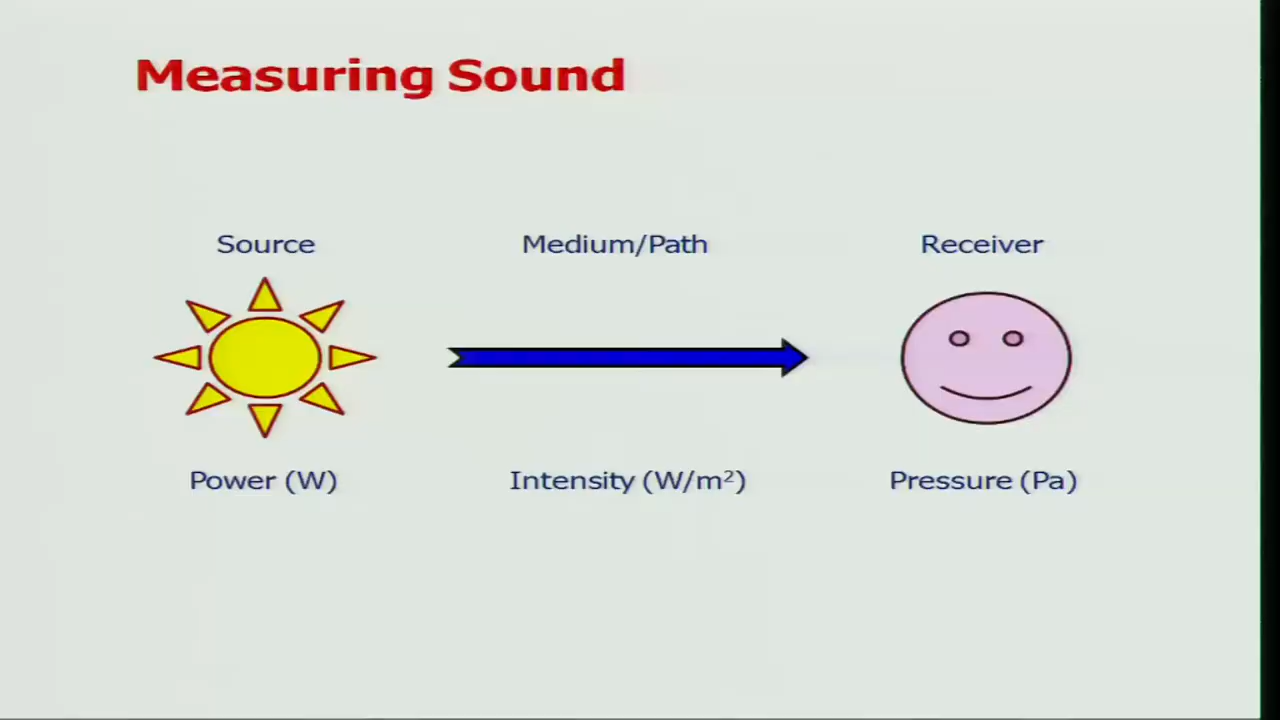 Measuring Sound
Source
Medium/Path
Receiver
Power (W)
Intensity (W/m²)
Pressure (Pa)